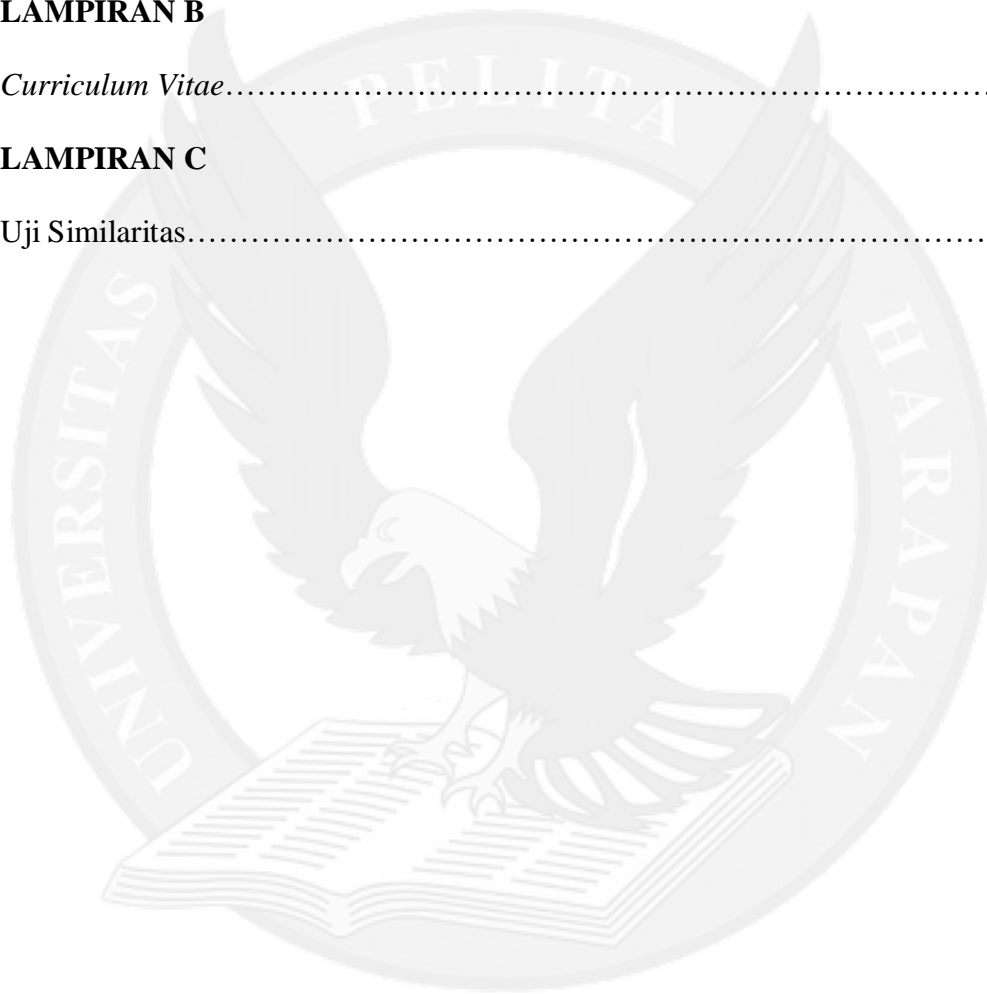 LAMPIRAN B
Curriculum Vitae……………………………………………………………………
LAMPIRAN C
Uji Similaritas………………………………………………………………………
UNIVERSITAS PELITA HARAPAN